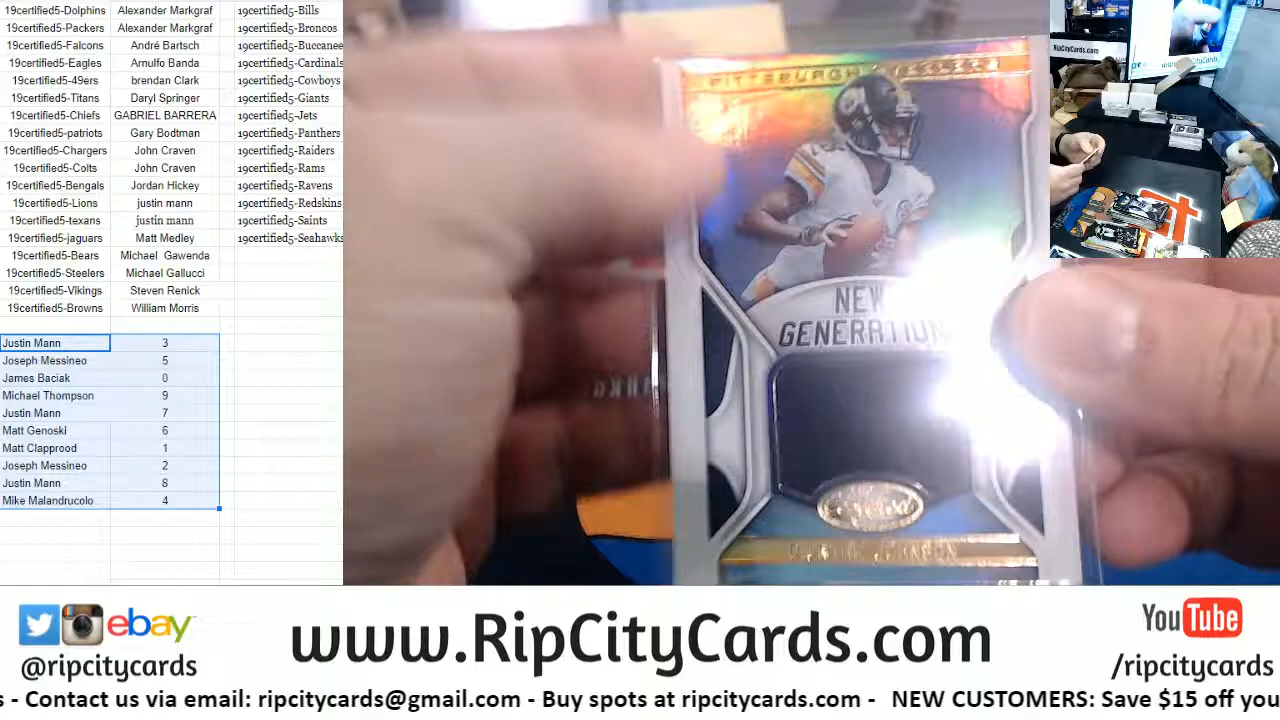 19certified5-Dolphins Alexander Markgraf 19certified5-Bills
19certified5-Packers Alexander Markgraf 19certified5-Broncos
19certified5-Falcons André Bartsch 19certified5-Buccanee
19certified5-Eagles Arnulfo Banda 19certified5-Cardinals
19certified5-49ers brendan Clark 19certified5-Cowboys
19certified5-Titans Daryl Springer 19certified5-Giants
19certified5-Chiefs GABRIEL BARRERA 19certified5-Jets
19certified5-patriots Gary Bodtman 19certified5-Panthers
19certified5-Chargers John Craven 19certified5-Raiders
19certified5-Colts John Craven 19certified5-Rams
19certified5-Bengals Jordan Hickey 19certified5-Ravens
19certified5-Lions justin mann 19certified5-Redskins
19certified5-texans justin mann 19certified5-Saints
19certified5-jaguars Matt Medley 19certified5-Seahawks
19certified5-Bears Michael Gawenda
19certified5-Steelers Michael Gallucci
19certified5-Vikings Steven Renick
19certified5-Browns William Morris
Justin Mann 3
Joseph Messineo 5
James Baciak 0
Michael Thompson 9
Justin Mann 7
Matt Genoski 6
Matt Clapprood 1
Joseph Messineo 2
Justin Mann 8
Mike Malandrucolo 4
PITTSBURGH
NEW
GENERATION
JOHNSON
RipCityCards.com
CityCards
ebay
@ripcitycards
www.RipCityCards.com
YouTube
/ripcitycards
s - Contact us via email: ripcitycards@gmail.com - Buy spots at ripcitycards.com - NEW CUSTOMERS: Save $15 off you